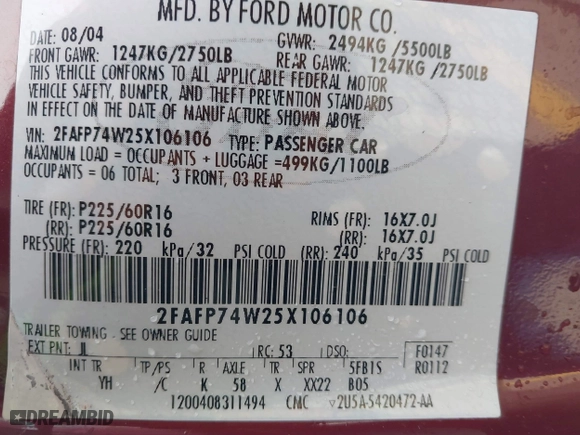 MFD. BY FORD MOTOR CO.
DATE: 08/04 GVWR: 2494KG /5500LB
FRONT GAWR: 1247KG/2750LB REAR GAWR: 1247KG/2750LB
THIS VEHICLE CONFORMS TO ALL APPLICABLE FEDERAL MOTOR
VEHICLE SAFETY, BUMPER, AND THEFT PREVENTION STANDARDS
IN EFFECT ON THE DATE OF MANUFACTURE SHOWN ABOVE.
VIN: 2FAFP74W25X106106 TYPE: PASSENGER CAR
MAXIMUM LOAD = OCCUPANTS + LUGGAGE =499KG/1100LB
OCCUPANTS = 06 TOTAL; 3 FRONT, 03 REAR
TIRE (FR): P225/60R16 RIMS (FR): 16X7.0J
(RR): P225/60R16 (RR): 16X7.0J
PRESSURE (FR): 220 kPa/32 PSI COLD (RR): 240 kPa/35 PSI COLD
2FAFP74W25X106106
TRAILER TOWING - SEE OWNER GUIDE
EXT PNT: JL RC: 53 DSO: F0147
INT TR TP/PS R AXLE TR SPR 5FB1S R0112
YH /C K 58 X XX22 B05
1200408311494 CMC 2U5A-5420472-AA
DREAMBID